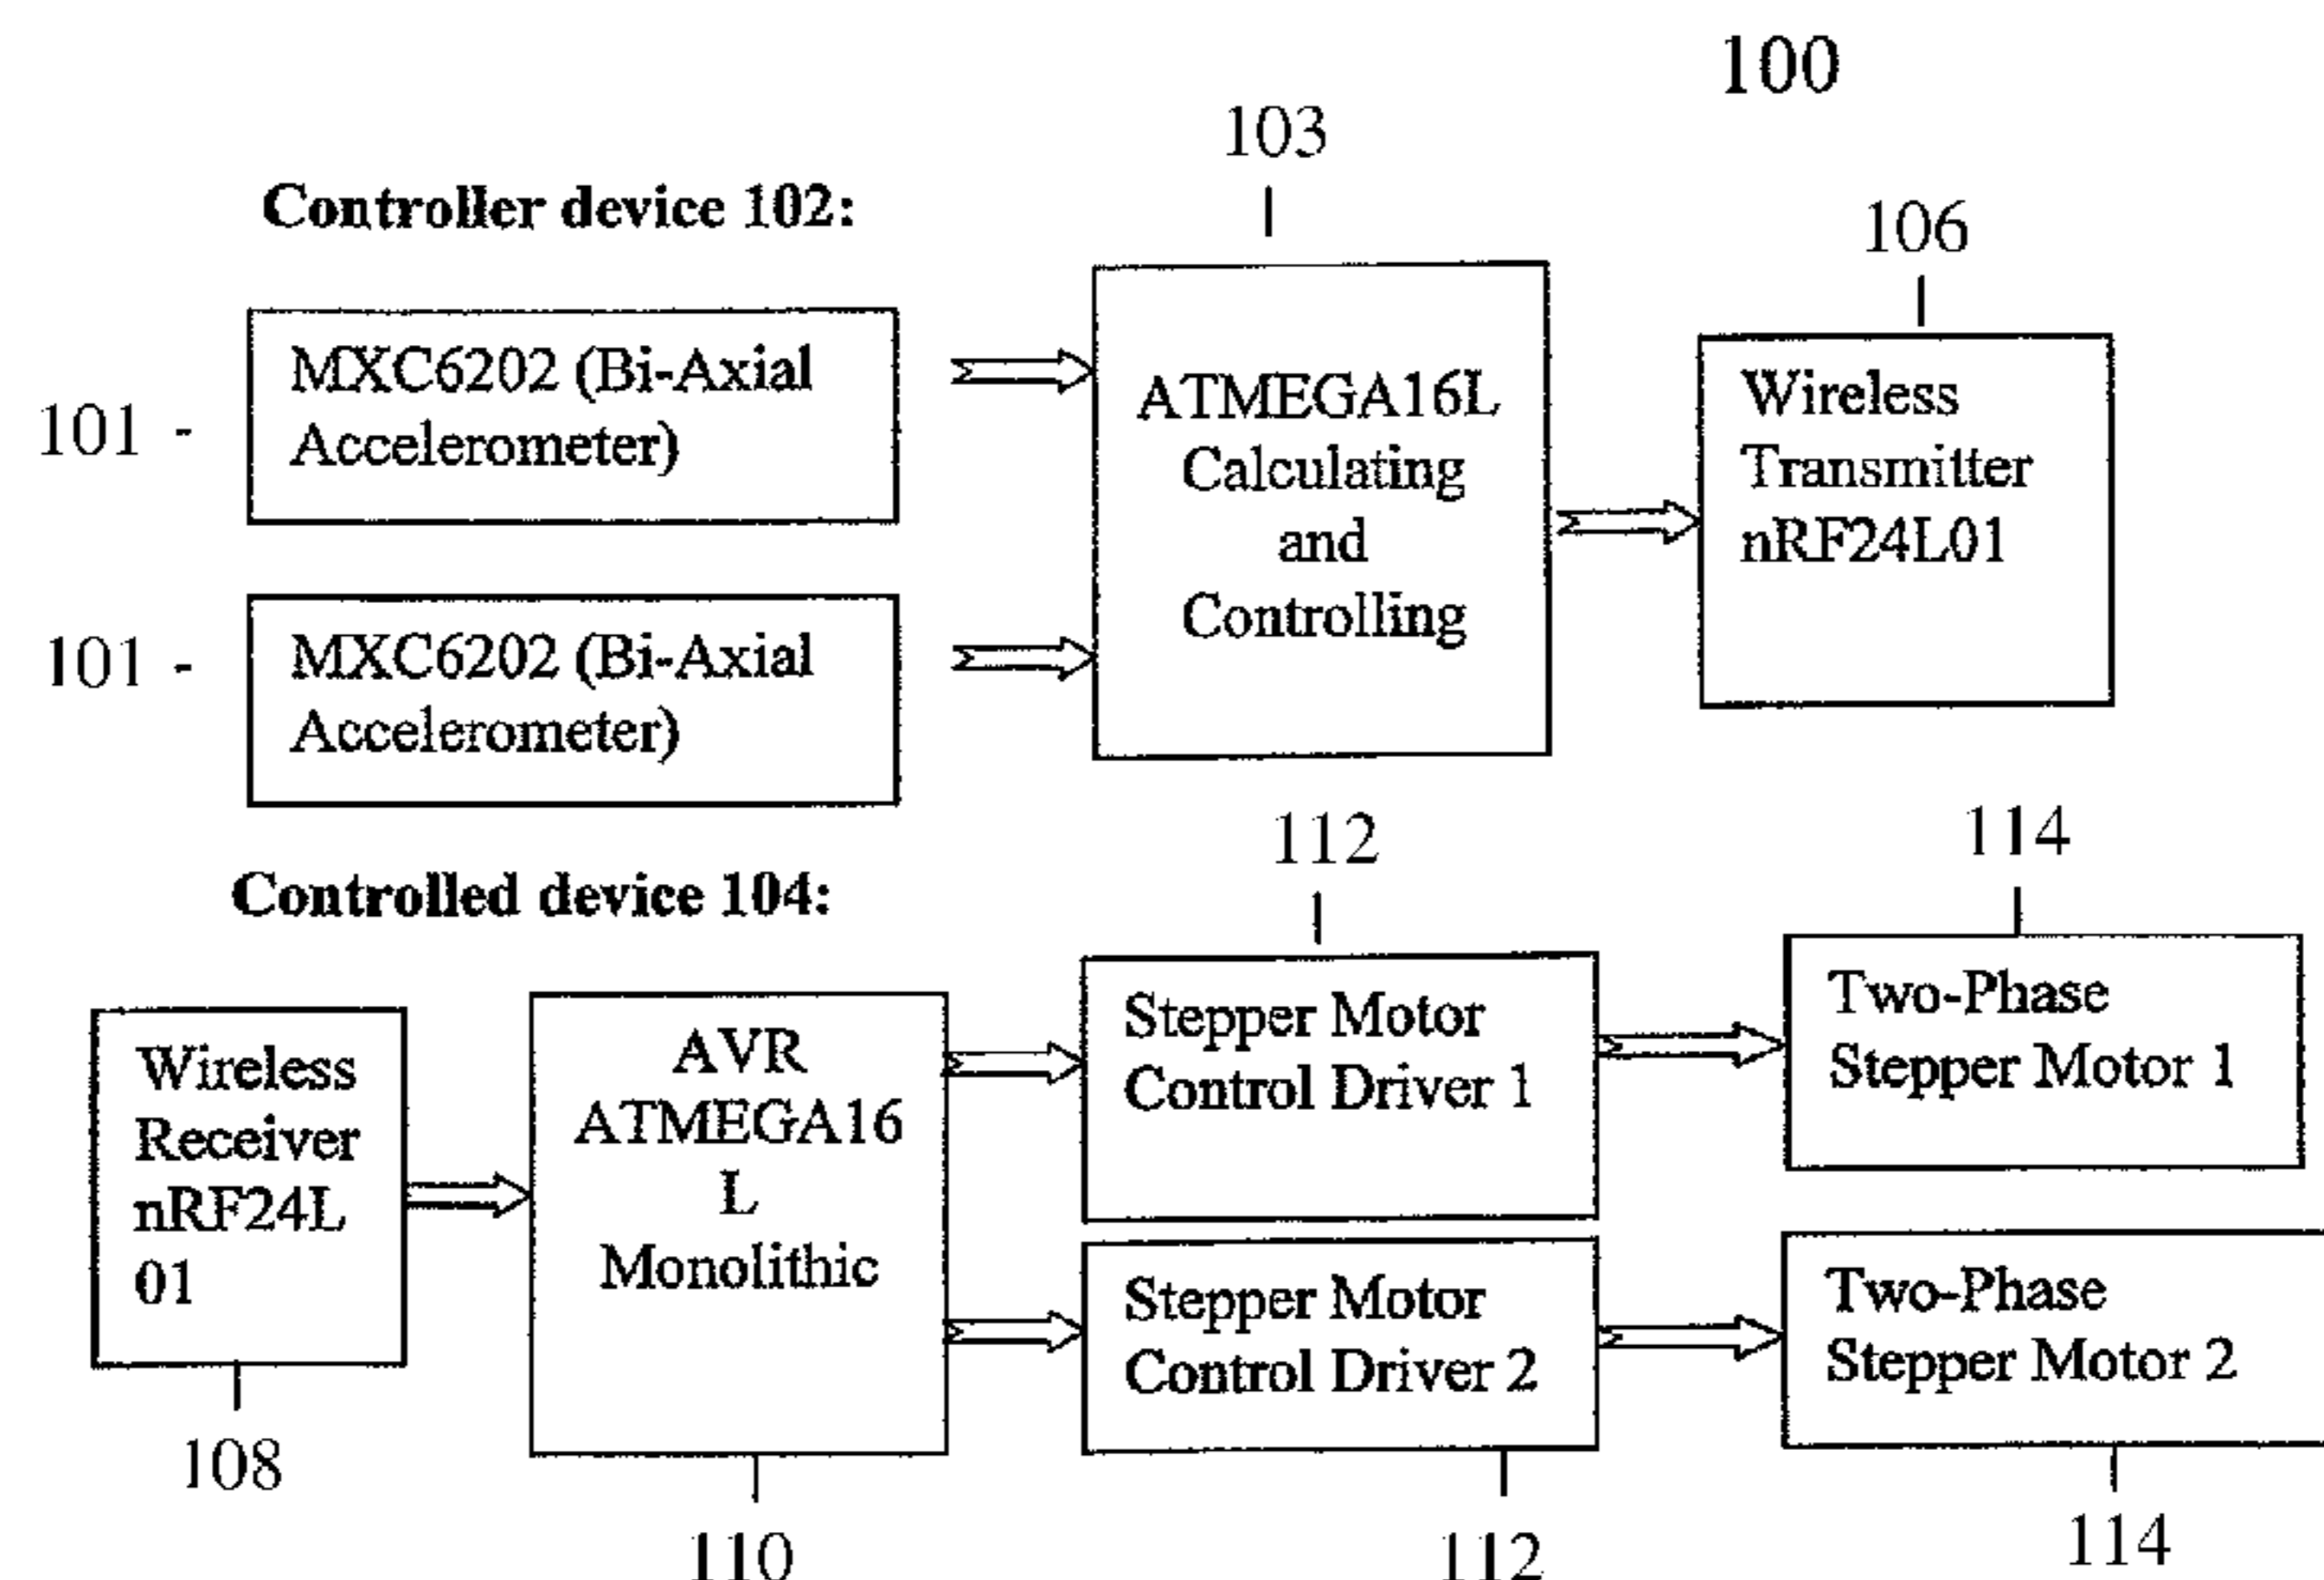 100
103
Controller device 102:
106
MXC6202 (Bi-Axial
Accelerometer)
101 -
ATMEGA16L
Calculating
and
Controlling
Wireless
Transmitter
nRF24L01
MXC6202 (Bi-Axial
Accelerometer)
101 -
112
114
Controlled device 104:
Wireless
Receiver
nRF24L
01
AVR
ATMEGA16
L
Monolithic
Stepper Motor
Control Driver 1
Two-Phase
Stepper Motor 1
Stepper Motor
Control Driver 2
Two-Phase
Stepper Motor 2
108
110
112
114